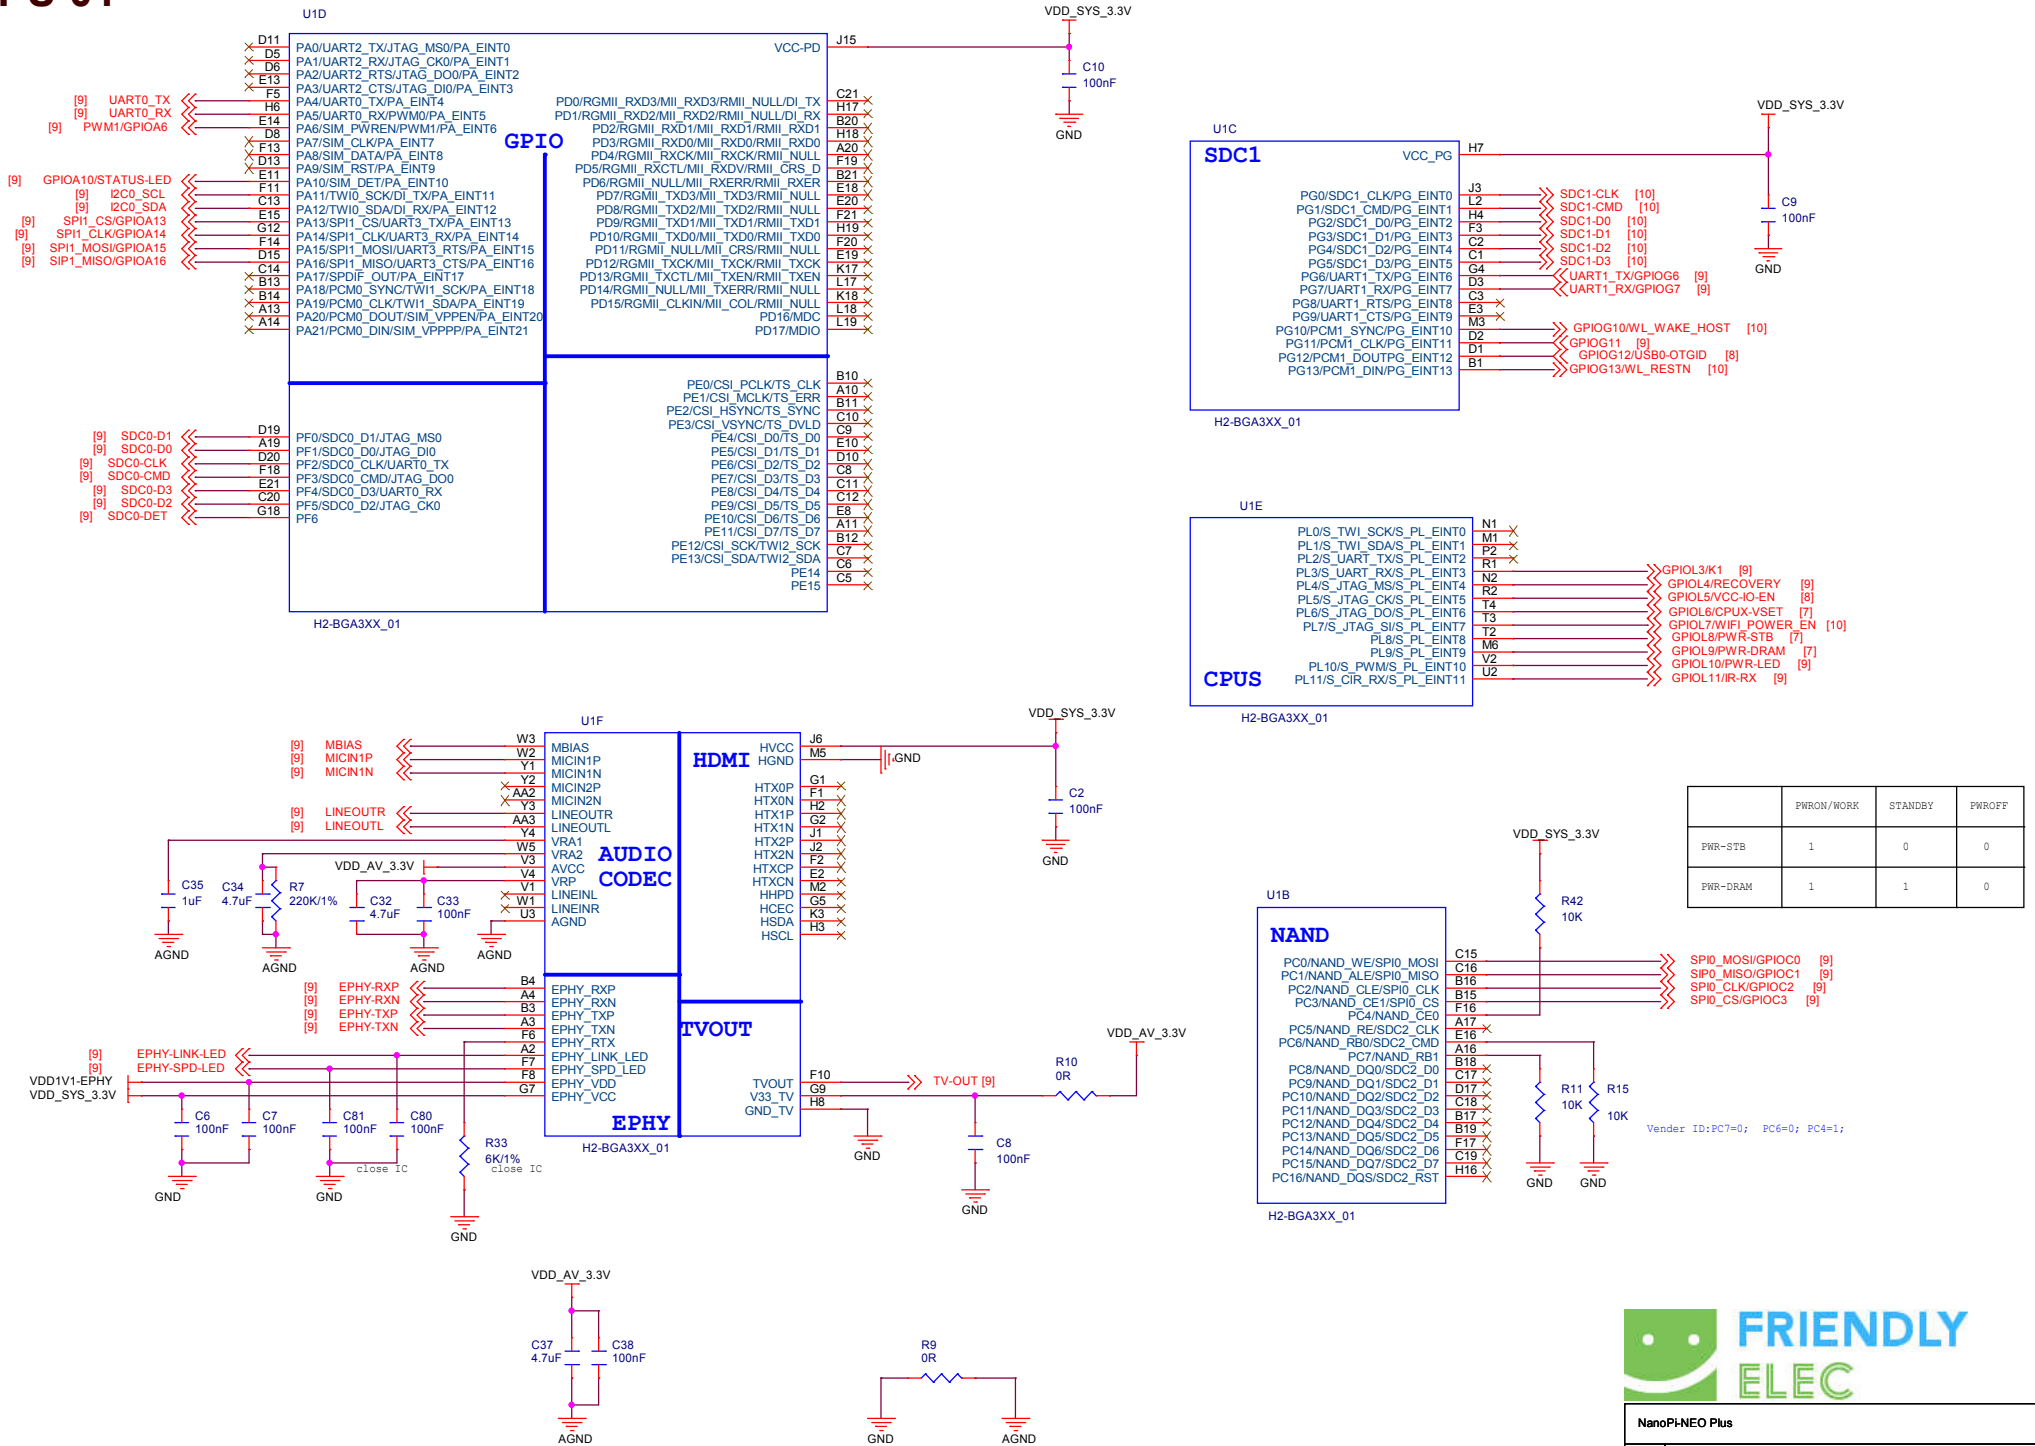 U1D
VDD_SYS_3.3V
D11 PA0/UART2_TX/JTAG_MS0/PA_EINT0
D5 PA1/UART2_RX/JTAG_CK0/PA_EINT1
D6 PA2/UART2_RTS/JTAG_DO0/PA_EINT2
E13 PA3/UART2_CTS/JTAG_DI0/PA_EINT3
[9] UART0_TX F5 PA4/UART0_TX/PA_EINT4
[9] UART0_RX H6 PA5/UART0_RX/PWM0/PA_EINT5
[9] PWM1/GPIOA6 E14 PA6/SIM_PWREN/PWM1/PA_EINT6
D8 PA7/SIM_CLK/PA_EINT7
F13 PA8/SIM_DATA/PA_EINT8
D13 PA9/SIM_RST/PA_EINT9
[9] GPIOA10/STATUS-LED E11 PA10/SIM_DET/PA_EINT10
[9] I2C0_SCL F11 PA11/TWI0_SCK/DI_TX/PA_EINT11
[9] I2C0_SDA C13 PA12/TWI0_SDA/DI_RX/PA_EINT12
[9] SPI1_CS/GPIOA13 E15 PA13/SPI1_CS/UART3_TX/PA_EINT13
[9] SPI1_CLK/GPIOA14 G12 PA14/SPI1_CLK/UART3_RX/PA_EINT14
[9] SPI1_MOSI/GPIOA15 F14 PA15/SPI1_MOSI/UART3_RTS/PA_EINT15
[9] SIP1_MISO/GPIOA16 D15 PA16/SPI1_MISO/UART3_CTS/PA_EINT16
C14 PA17/SPDIF_OUT/PA_EINT17
B13 PA18/PCM0_SYNC/TWI1_SCK/PA_EINT18
B14 PA19/PCM0_CLK/TWI1_SDA/PA_EINT19
A13 PA20/PCM0_DOUT/SIM_VPPEN/PA_EINT20
A14 PA21/PCM0_DIN/SIM_VPPPP/PA_EINT21
GPIO
VCC-PD J15
C10
100nF
GND
PD0/RGMII_RXD3/MII_RXD3/RMII_NULL/DI_TX C21
PD1/RGMII_RXD2/MII_RXD2/RMII_NULL/DI_RX H17
PD2/RGMII_RXD1/MII_RXD1/RMII_RXD1 B20
PD3/RGMII_RXD0/MII_RXD0/RMII_RXD0 H18
PD4/RGMII_RXCK/MII_RXCK/RMII_NULL A20
PD5/RGMII_RXCTL/MII_RXDV/RMII_CRS_D F19
PD6/RGMII_NULL/MII_RXERR/RMII_RXER B21
PD7/RGMII_TXD3/MII_TXD3/RMII_NULL E18
PD8/RGMII_TXD2/MII_TXD2/RMII_NULL E20
PD9/RGMII_TXD1/MII_TXD1/RMII_TXD1 F21
PD10/RGMII_TXD0/MII_TXD0/RMII_TXD0 H19
PD11/RGMII_NULL/MII_CRS/RMII_NULL F20
PD12/RGMII_TXCK/MII_TXCK/RMII_TXCK E19
PD13/RGMII_TXCTL/MII_TXEN/RMII_TXEN K17
PD14/RGMII_NULL/MII_TXERR/RMII_NULL L17
PD15/RGMII_CLKIN/MII_COL/RMII_NULL K18
PD16/MDC L18
PD17/MDIO L19
PE0/CSI_PCLK/TS_CLK B10
PE1/CSI_MCLK/TS_ERR A10
PE2/CSI_HSYNC/TS_SYNC B11
PE3/CSI_VSYNC/TS_DVLD C10
PE4/CSI_D0/TS_D0 C9
PE5/CSI_D1/TS_D1 E10
PE6/CSI_D2/TS_D2 D10
PE7/CSI_D3/TS_D3 C8
PE8/CSI_D4/TS_D4 C11
PE9/CSI_D5/TS_D5 C12
PE10/CSI_D6/TS_D6 E8
PE11/CSI_D7/TS_D7 A11
PE12/CSI_SCK/TWI2_SCK B12
PE13/CSI_SDA/TWI2_SDA C7
PE14 C6
PE15 C5
[9] SDC0-D1 D19 PF0/SDC0_D1/JTAG_MS0
[9] SDC0-D0 A19 PF1/SDC0_D0/JTAG_DI0
[9] SDC0-CLK D20 PF2/SDC0_CLK/UART0_TX
[9] SDC0-CMD F18 PF3/SDC0_CMD/JTAG_DO0
[9] SDC0-D3 E21 PF4/SDC0_D3/UART0_RX
[9] SDC0-D2 C20 PF5/SDC0_D2/JTAG_CK0
[9] SDC0-DET G18 PF6
H2-BGA3XX_01
U1C
VDD_SYS_3.3V
SDC1
VCC_PG H7
C9
100nF
GND
PG0/SDC1_CLK/PG_EINT0 J3 SDC1-CLK [10]
PG1/SDC1_CMD/PG_EINT1 L2 SDC1-CMD [10]
PG2/SDC1_D0/PG_EINT2 H4 SDC1-D0 [10]
PG3/SDC1_D1/PG_EINT3 F3 SDC1-D1 [10]
PG4/SDC1_D2/PG_EINT4 C2 SDC1-D2 [10]
PG5/SDC1_D3/PG_EINT5 C1 SDC1-D3 [10]
PG6/UART1_TX/PG_EINT6 G4 UART1_TX/GPIOG6 [9]
PG7/UART1_RX/PG_EINT7 D3 UART1_RX/GPIOG7 [9]
PG8/UART1_RTS/PG_EINT8 C3
PG9/UART1_CTS/PG_EINT9 E3
PG10/PCM1_SYNC/PG_EINT10 M3 GPIOG10/WL_WAKE_HOST [10]
PG11/PCM1_CLK/PG_EINT11 D2 GPIOG11 [9]
PG12/PCM1_DOUTPG_EINT12 D1 GPIOG12/USB0-OTGID [8]
PG13/PCM1_DIN/PG_EINT13 B1 GPIOG13/WL_RESTN [10]
H2-BGA3XX_01
U1E
PL0/S_TWI_SCK/S_PL_EINT0 N1
PL1/S_TWI_SDA/S_PL_EINT1 M1
PL2/S_UART_TX/S_PL_EINT2 P2
PL3/S_UART_RX/S_PL_EINT3 R1 GPIOL3/K1 [9]
PL4/S_JTAG_MS/S_PL_EINT4 N2 GPIOL4/RECOVERY [9]
PL5/S_JTAG_CK/S_PL_EINT5 R2 GPIOL5/VCC-IO-EN [8]
PL6/S_JTAG_DO/S_PL_EINT6 T4 GPIOL6/CPUX-VSET [7]
PL7/S_JTAG_SI/S_PL_EINT7 T3 GPIOL7/WIFI_POWER_EN [10]
PL8/S_PL_EINT8 T2 GPIOL8/PWR-STB [7]
PL9/S_PL_EINT9 M6 GPIOL9/PWR-DRAM [7]
PL10/S_PWM/S_PL_EINT10 V2 GPIOL10/PWR-LED [9]
PL11/S_CIR_RX/S_PL_EINT11 U2 GPIOL11/IR-RX [9]
CPUS
H2-BGA3XX_01
U1F
VDD_SYS_3.3V
[9] MBIAS W3 MBIAS
[9] MICIN1P W2 MICIN1P
[9] MICIN1N Y1 MICIN1N
Y2 MICIN2P
AA2 MICIN2N
[9] LINEOUTR Y3 LINEOUTR
[9] LINEOUTL AA3 LINEOUTL
Y4 VRA1
W5 VRA2
VDD_AV_3.3V V3 AVCC
V4 VRP
V1 LINEINL
W1 LINEINR
U3 AGND
AUDIO
CODEC
C35
1uF
C34
4.7uF
R7
220K/1%
C32
4.7uF
C33
100nF
AGND
AGND
AGND
AGND
HDMI
HVCC J6
HGND M5 GND
HTX0P G1
HTX0N F1
HTX1P H2
HTX1N G2
HTX2P J1
HTX2N J2
HTXCP F2
HTXCN E2
HHPD M2
HCEC G5
HSDA K3
HSCL H3
C2
100nF
GND
[9] EPHY-RXP B4 EPHY_RXP
[9] EPHY-RXN A4 EPHY_RXN
[9] EPHY-TXP B3 EPHY_TXP
[9] EPHY-TXN A3 EPHY_TXN
F6 EPHY_RTX
[9] EPHY-LINK-LED A2 EPHY_LINK_LED
[9] EPHY-SPD-LED F7 EPHY_SPD_LED
VDD1V1-EPHY F8 EPHY_VDD
VDD_SYS_3.3V G7 EPHY_VCC
EPHY
C6
100nF
C7
100nF
C81
100nF
C80
100nF
close IC
R33
6K/1%
close IC
GND
GND
GND
TVOUT
TVOUT F10 TV-OUT [9]
V33_TV G9
GND_TV H8
H2-BGA3XX_01
R10
0R
VDD_AV_3.3V
C8
100nF
GND
GND
PWRON/WORK STANDBY PWROFF
PWR-STB 1 0 0
PWR-DRAM 1 1 0
VDD_SYS_3.3V
R42
10K
U1B
NAND
PC0/NAND_WE/SPI0_MOSI C15 SPI0_MOSI/GPIOC0 [9]
PC1/NAND_ALE/SPI0_MISO C16 SIP0_MISO/GPIOC1 [9]
PC2/NAND_CLE/SPI0_CLK B16 SPI0_CLK/GPIOC2 [9]
PC3/NAND_CE1/SPI0_CS B15 SPI0_CS/GPIOC3 [9]
PC4/NAND_CE0 F16
PC5/NAND_RE/SDC2_CLK A17
PC6/NAND_RB0/SDC2_CMD E16
PC7/NAND_RB1 A16
PC8/NAND_DQ0/SDC2_D0 B18
PC9/NAND_DQ1/SDC2_D1 C17
PC10/NAND_DQ2/SDC2_D2 D17
PC11/NAND_DQ3/SDC2_D3 C18
PC12/NAND_DQ4/SDC2_D4 B17
PC13/NAND_DQ5/SDC2_D5 B19
PC14/NAND_DQ6/SDC2_D6 F17
PC15/NAND_DQ7/SDC2_D7 C19
PC16/NAND_DQS/SDC2_RST H16
H2-BGA3XX_01
R11
10K
R15
10K
GND
GND
Vender ID:PC7=0; PC6=0; PC4=1;
VDD_AV_3.3V
C37
4.7uF
C38
100nF
AGND
R9
0R
GND
AGND
FRIENDLY
ELEC
NanoPi-NEO Plus